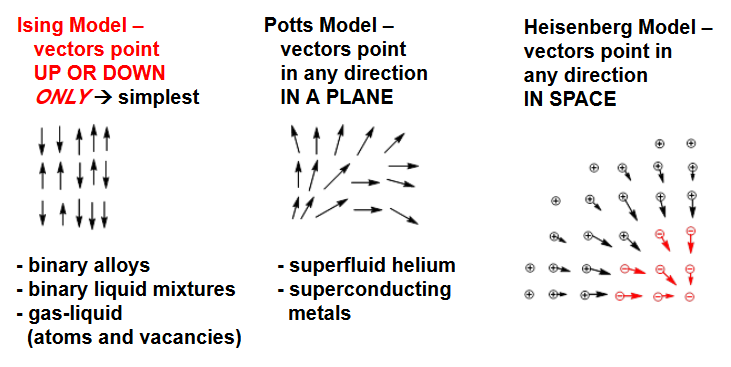 Ising Model –
vectors point
UP OR DOWN
ONLY → simplest
- binary alloys
- binary liquid mixtures
- gas-liquid
(atoms and vacancies)
Potts Model –
vectors point
in any direction
IN A PLANE
- superfluid helium
- superconducting
metals
Heisenberg Model –
vectors point in
any direction
IN SPACE